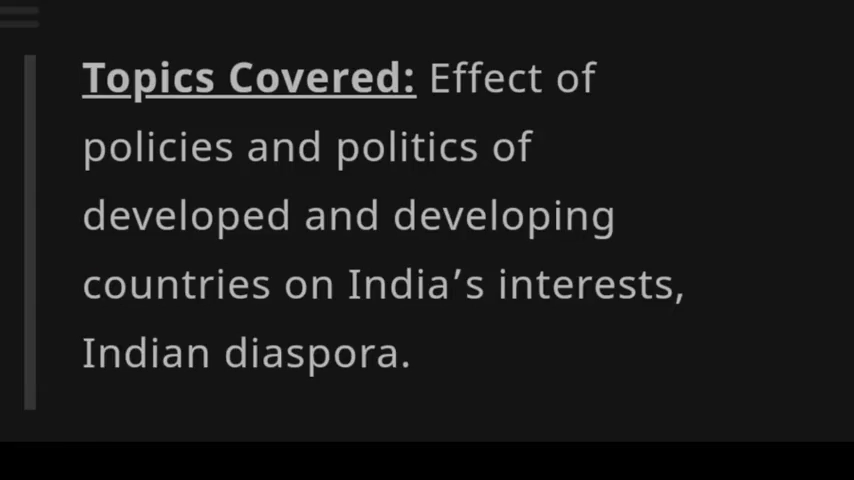 Topics Covered: Effect of
policies and politics of
developed and developing
countries on India’s interests,
Indian diaspora.